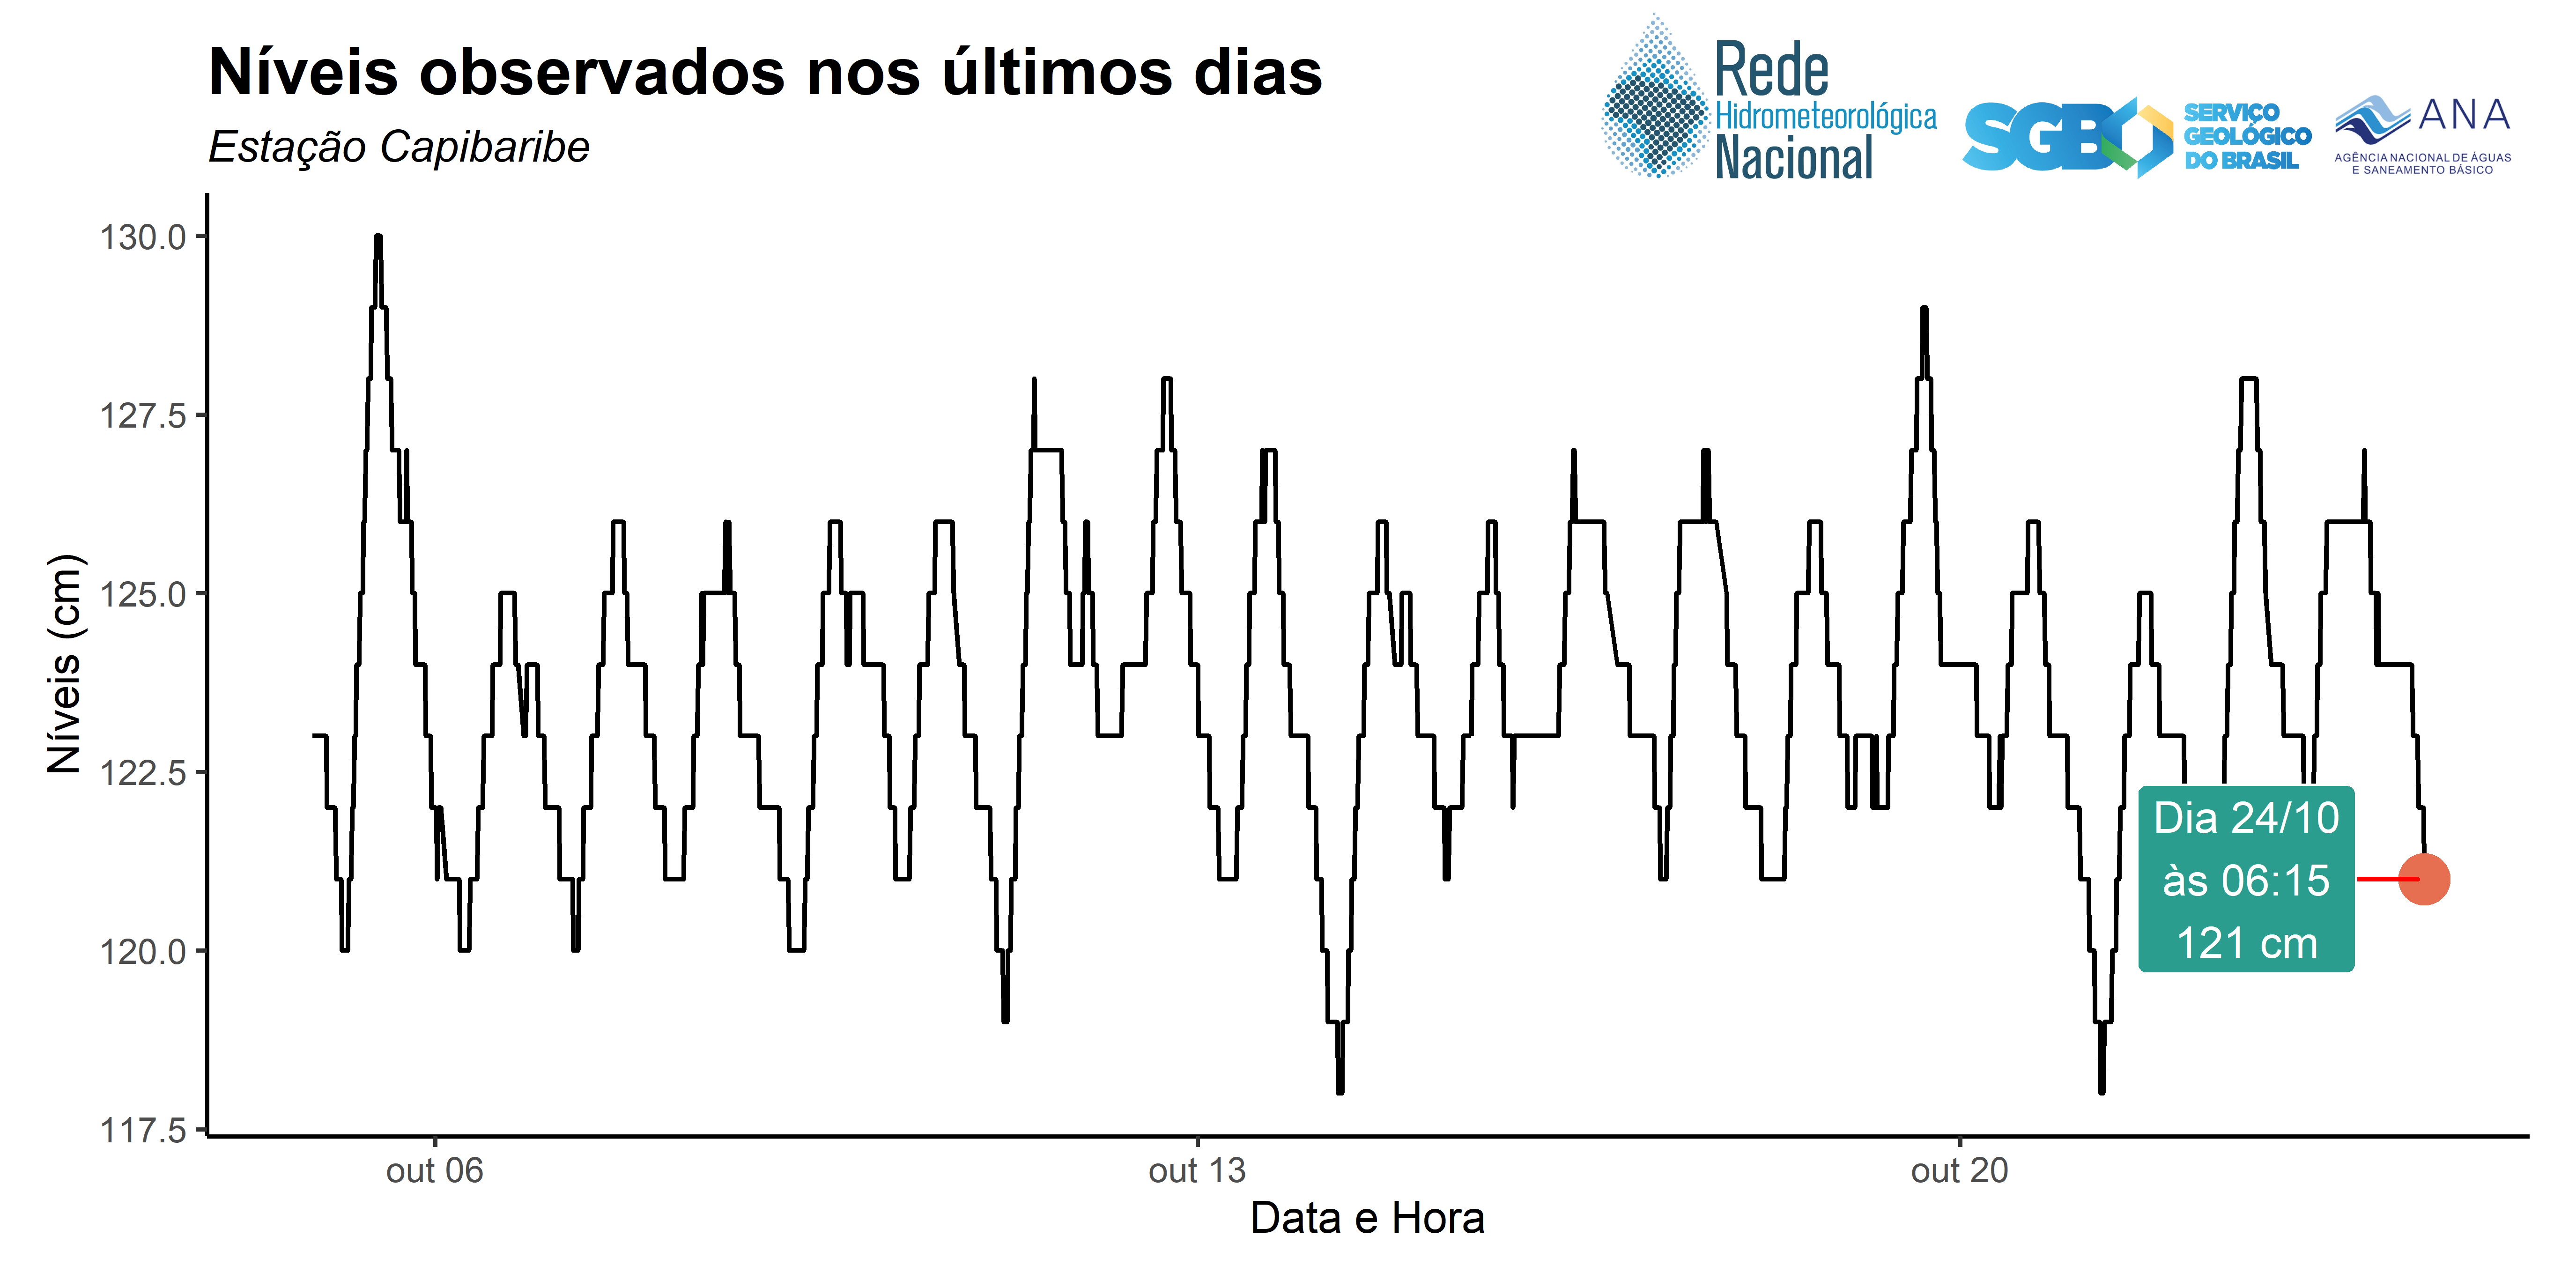 Níveis observados nos últimos dias
Estação Capibaribe
Rede
Hidrometeorológica
Nacional
SGB
SERVIÇO
GEOLÓGICO
DO BRASIL
ANA
AGÊNCIA NACIONAL DE ÁGUAS
E SANEAMENTO BÁSICO
Níveis (cm)
130.0
127.5
125.0
122.5
120.0
117.5
Dia 24/10
às 06:15
121 cm
out 06
out 13
out 20
Data e Hora